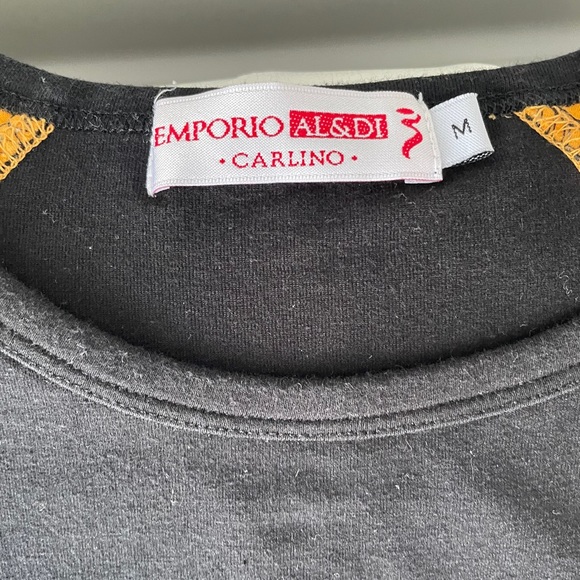 EMPORIO AL&DI
· CARLINO ·
M